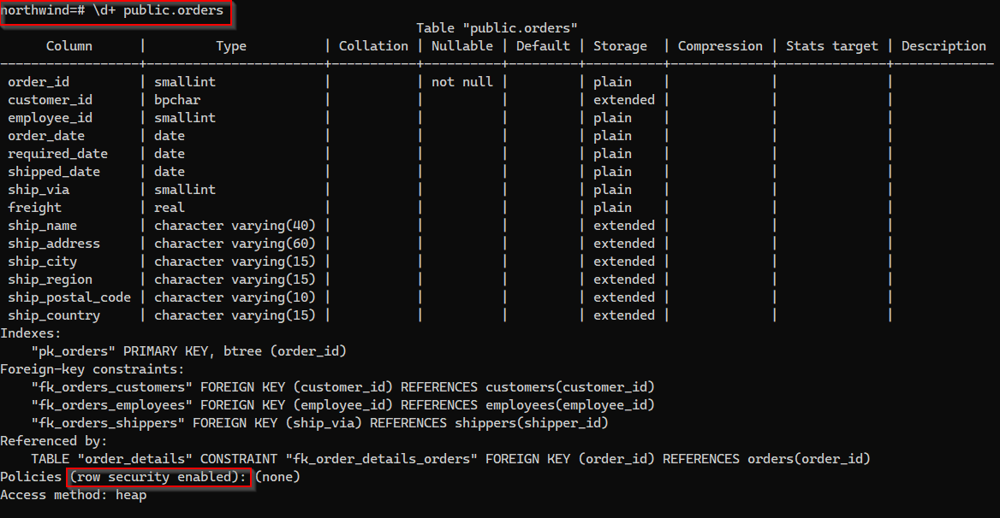 northwind=# \d+ public.orders
Table "public.orders"
Column | Type | Collation | Nullable | Default | Storage | Compression | Stats target | Description
-----------------+-----------------------+-----------+----------+---------+----------+-------------+--------------+-------------
order_id | smallint | | not null | | plain | | |
customer_id | bpchar | | | | extended | | |
employee_id | smallint | | | | plain | | |
order_date | date | | | | plain | | |
required_date | date | | | | plain | | |
shipped_date | date | | | | plain | | |
ship_via | smallint | | | | plain | | |
freight | real | | | | plain | | |
ship_name | character varying(40) | | | | extended | | |
ship_address | character varying(60) | | | | extended | | |
ship_city | character varying(15) | | | | extended | | |
ship_region | character varying(15) | | | | extended | | |
ship_postal_code | character varying(10) | | | | extended | | |
ship_country | character varying(15) | | | | extended | | |
Indexes:
"pk_orders" PRIMARY KEY, btree (order_id)
Foreign-key constraints:
"fk_orders_customers" FOREIGN KEY (customer_id) REFERENCES customers(customer_id)
"fk_orders_employees" FOREIGN KEY (employee_id) REFERENCES employees(employee_id)
"fk_orders_shippers" FOREIGN KEY (ship_via) REFERENCES shippers(shipper_id)
Referenced by:
TABLE "order_details" CONSTRAINT "fk_order_details_orders" FOREIGN KEY (order_id) REFERENCES orders(order_id)
Policies (row security enabled): (none)
Access method: heap